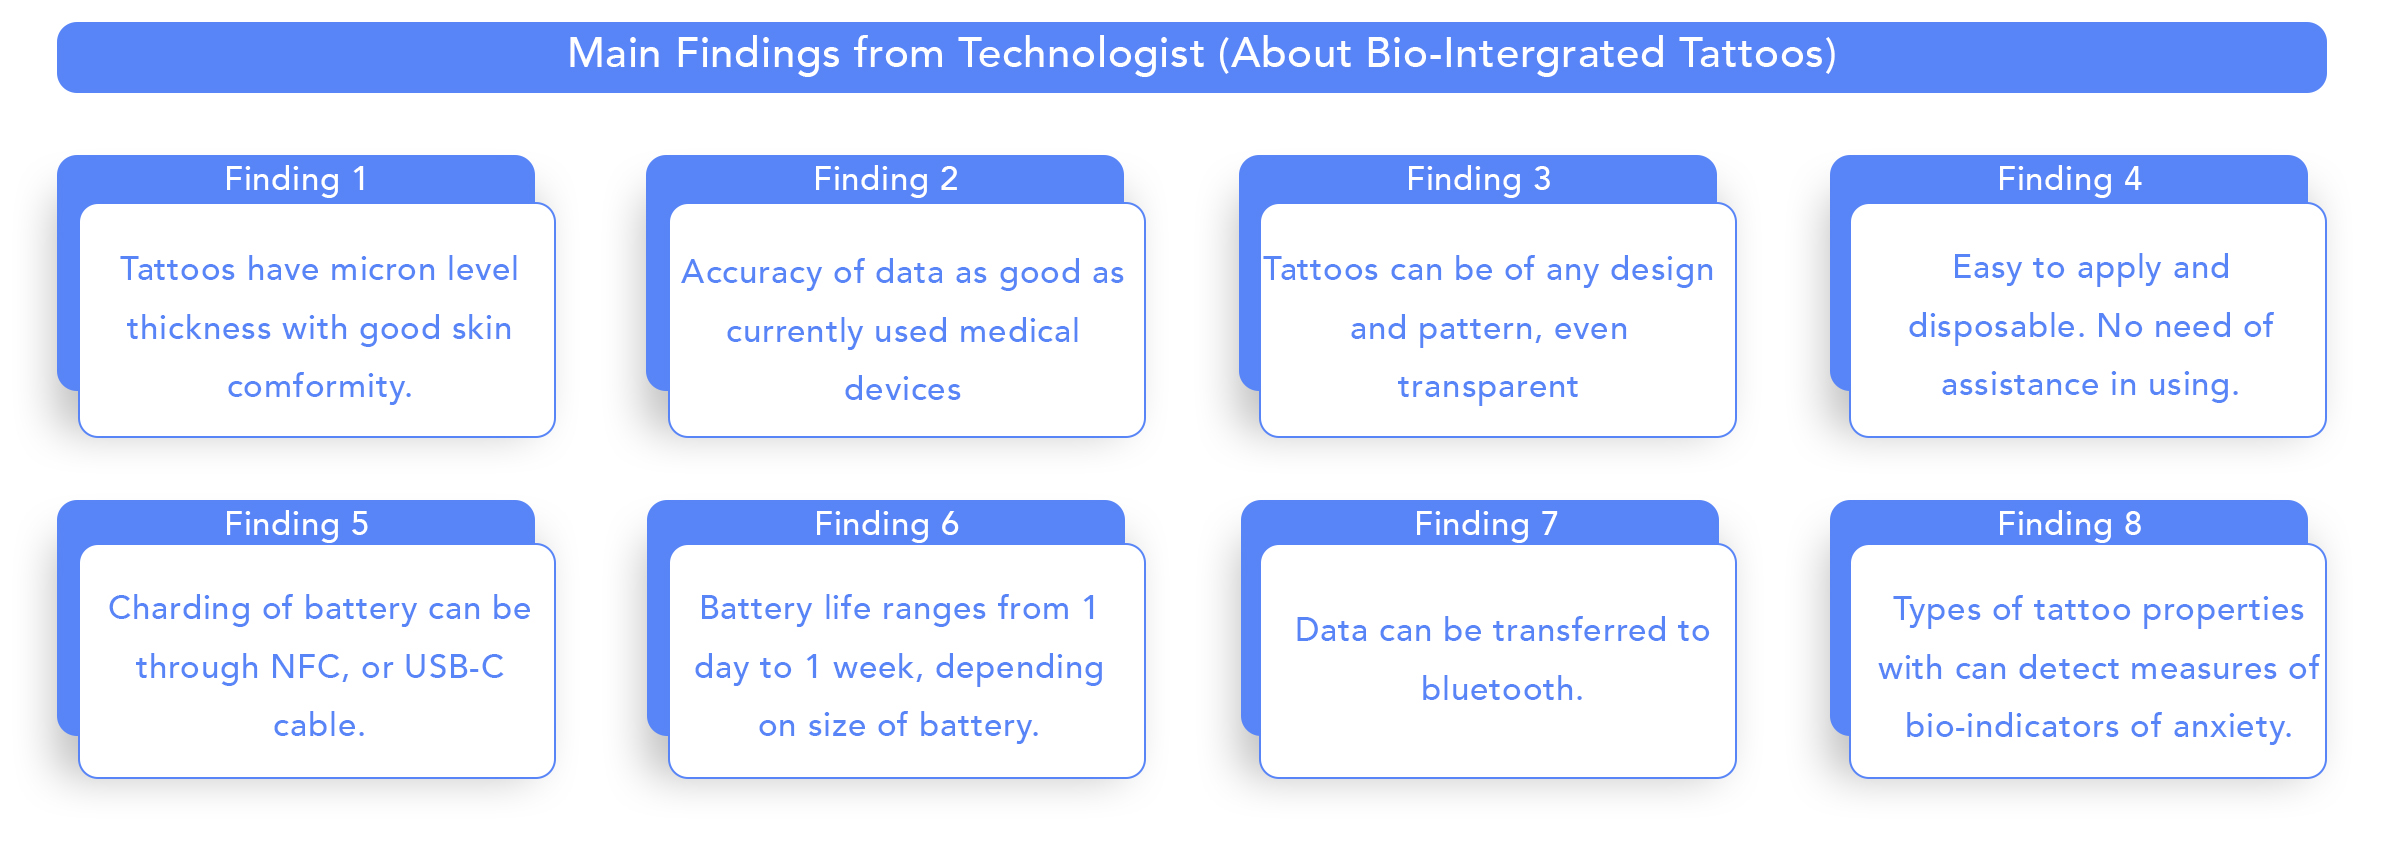 Main Findings from Technologist (About Bio-Intergrated Tattoos)
Finding 1
Tattoos have micron level
thickness with good skin
comformity.
Finding 2
Accuracy of data as good as
currently used medical
devices
Finding 3
Tattoos can be of any design
and pattern, even
transparent
Finding 4
Easy to apply and
disposable. No need of
assistance in using.
Finding 5
Charding of battery can be
through NFC, or USB-C
cable.
Finding 6
Battery life ranges from 1
day to 1 week, depending
on size of battery.
Finding 7
Data can be transferred to
bluetooth.
Finding 8
Types of tattoo properties
with can detect measures of
bio-indicators of anxiety.